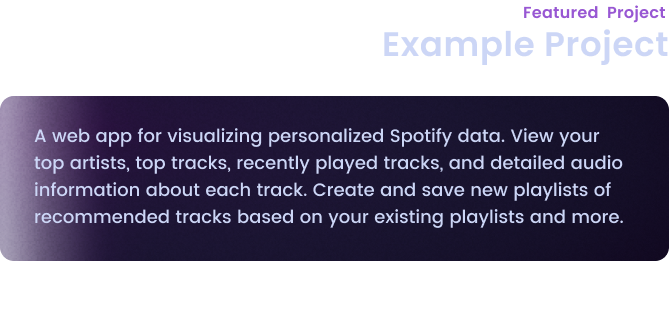 Featured Project
Example Project
A web app for visualizing personalized Spotify data. View your
top artists, top tracks, recently played tracks, and detailed audio
information about each track. Create and save new playlists of
recommended tracks based on your existing playlists and more.